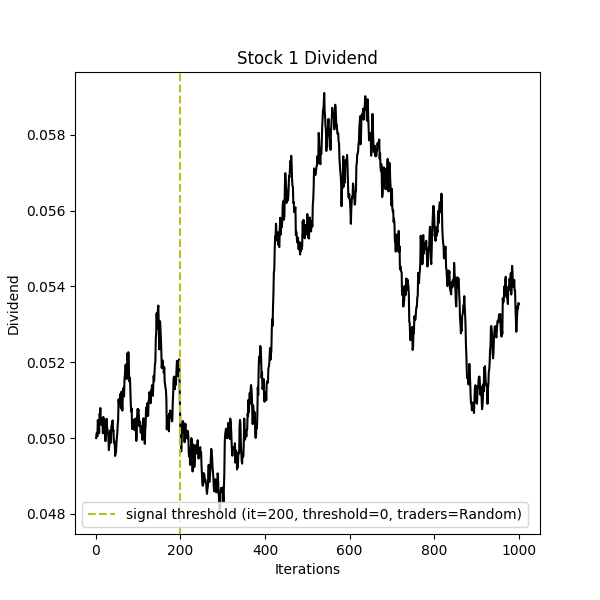 Stock 1 Dividend
Dividend
0.058
0.056
0.054
0.052
0.050
0.048
signal threshold (it=200, threshold=0, traders=Random)
0 200 400 600 800 1000
Iterations